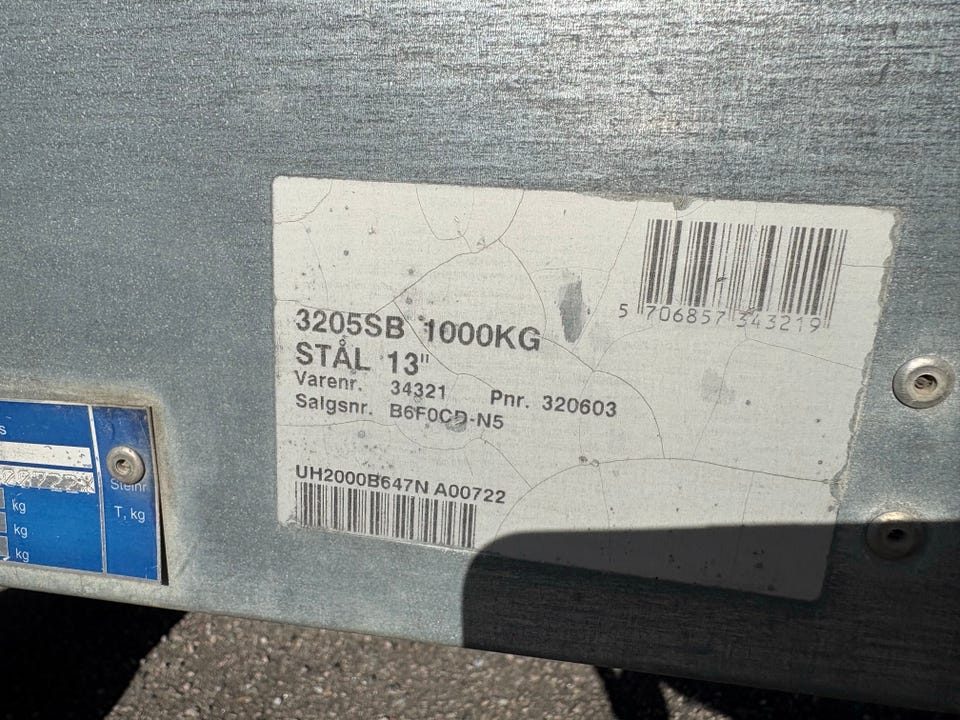 5 706857 343219
3205SB 1000KG
STÅL 13"
Varenr. 34321 Pnr. 320603
Salgsnr. B6F0CD-N5
UH2000B647N A00722
kg
kg
kg
T, kg